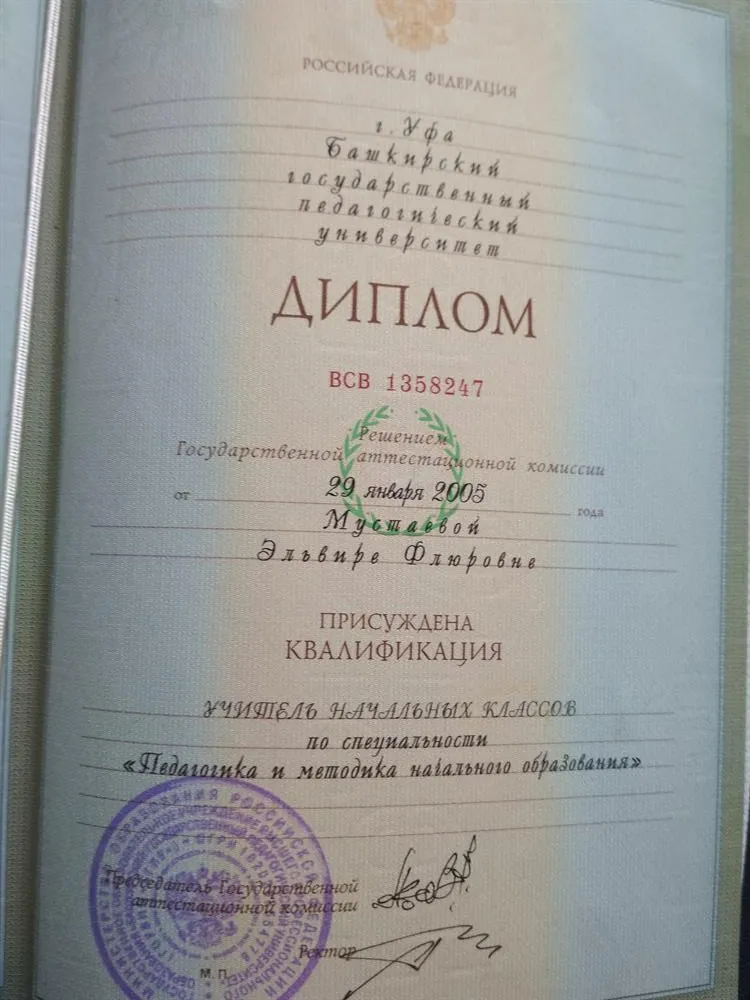 РОССИЙСКАЯ ФЕДЕРАЦИЯ
г. Уфа
Башкирский
государственный
педагогический
университет
ДИПЛОМ
ВСВ 1358247
Решением
Государственной аттестационной комиссии
от 29 января 2005 года
Мустаевой
Эльвире Флюровне
ПРИСУЖДЕНА
КВАЛИФИКАЦИЯ
УЧИТЕЛЬ НАЧАЛЬНЫХ КЛАССОВ
по специальности
«Педагогика и методика начального образования»
Председатель Государственной
аттестационной комиссии
Ректор
М. П.